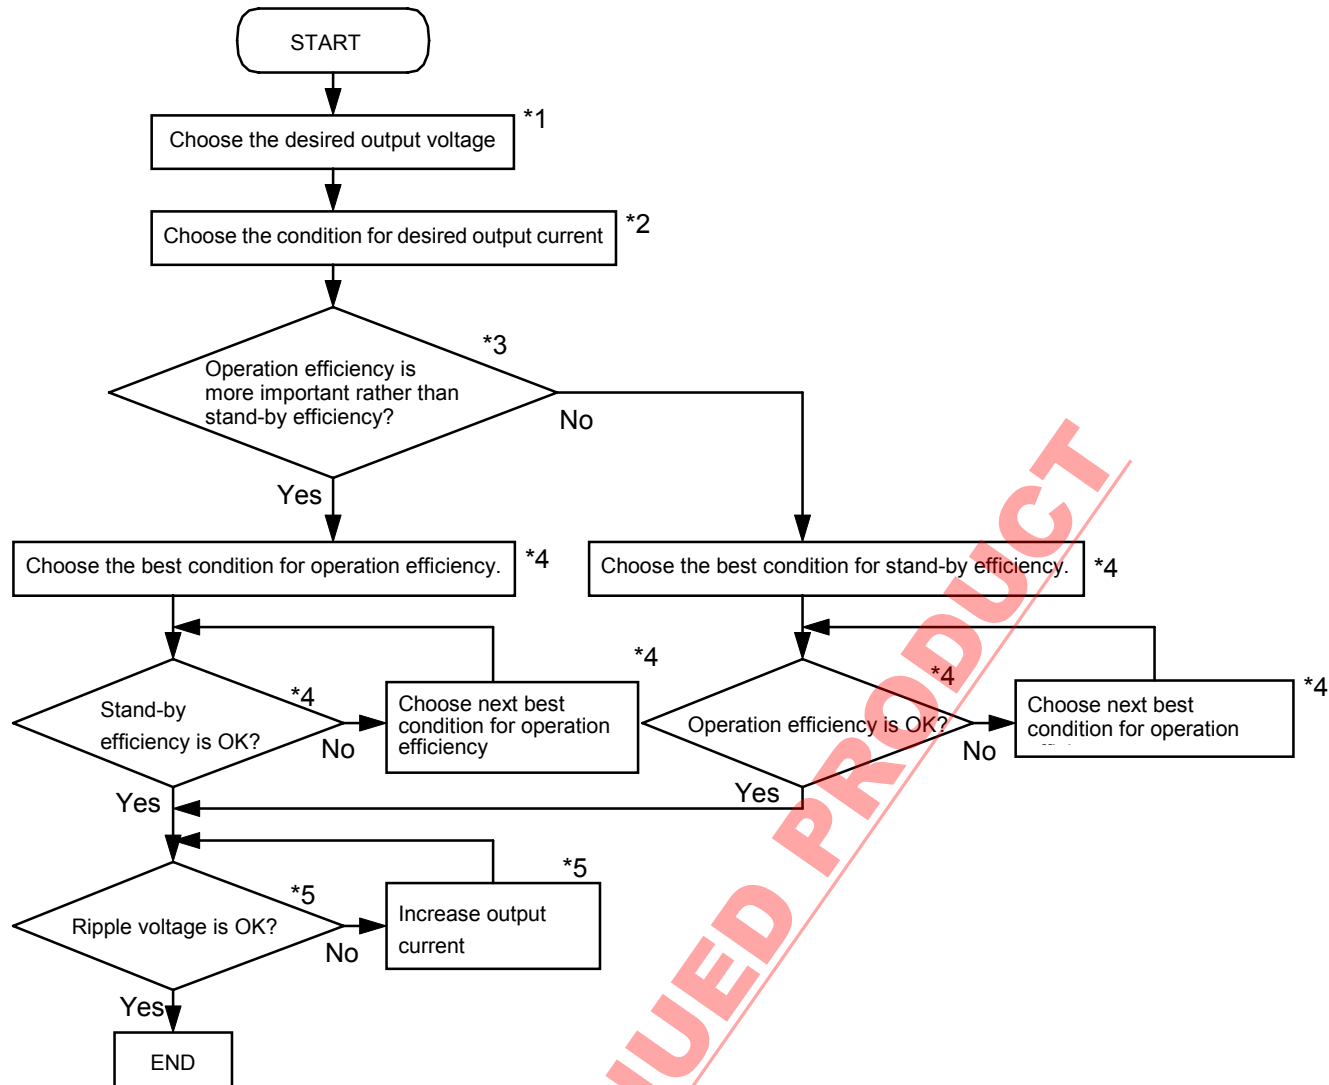 START
Choose the desired output voltage
*1
Choose the condition for desired output current
*2
*3
Operation efficiency is
more important rather than
stand-by efficiency?
No
Yes
Choose the best condition for operation efficiency.
*4
Choose the best condition for stand-by efficiency.
*4
*4
Stand-by
efficiency is OK?
No
Yes
*4
Choose next best
condition for operation
efficiency
*4
Operation efficiency is OK?
No
Yes
*4
Choose next best
condition for operation
*5
Ripple voltage is OK?
No
Yes
*5
Increase output
current
END
NUED PRODUCT